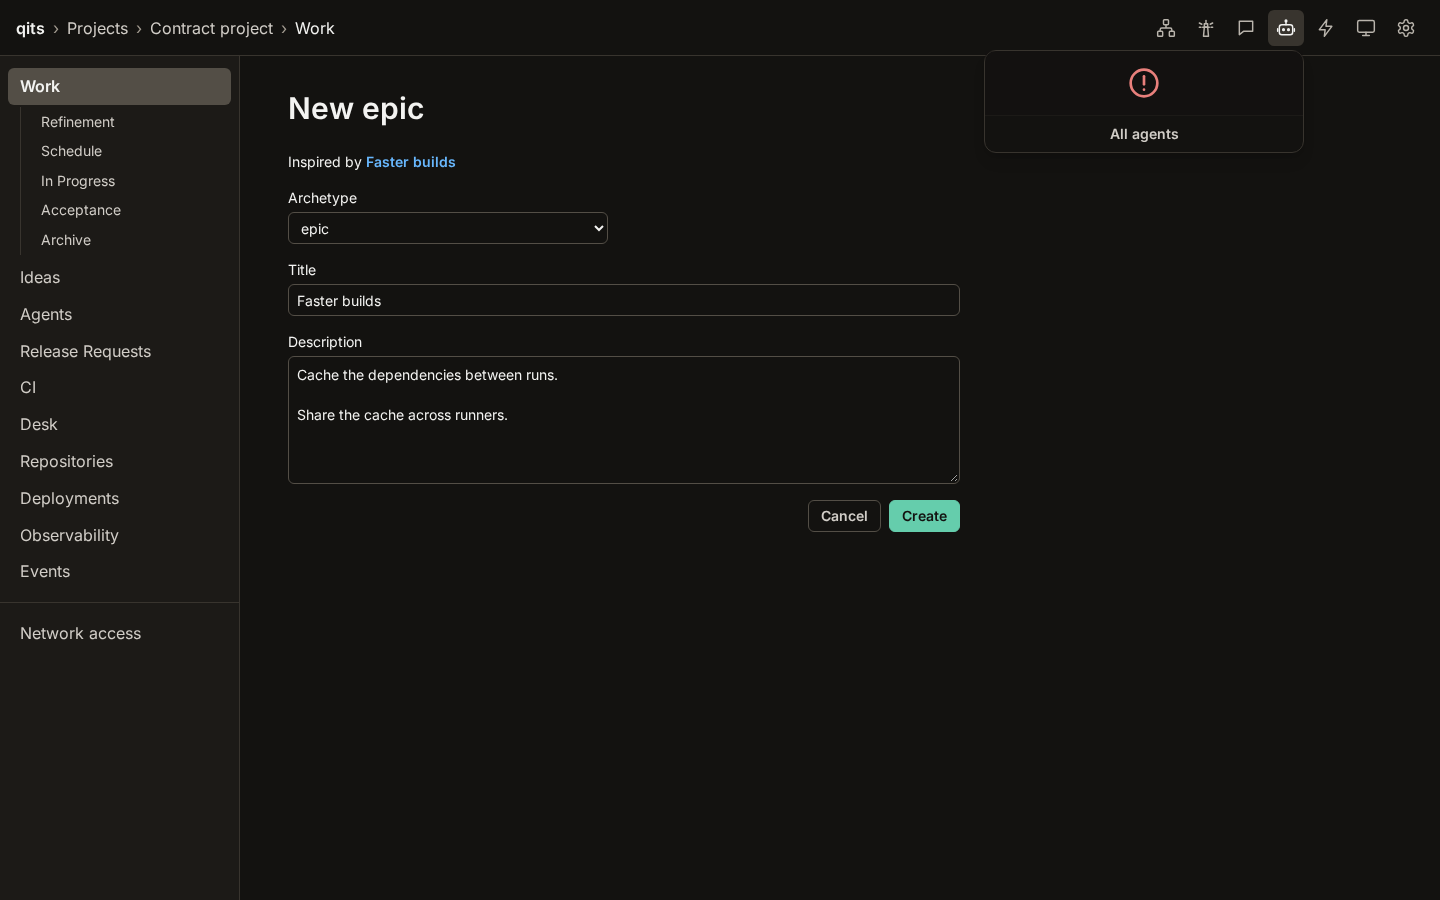 qits › Projects › Contract project › Work
All agents
Work
Refinement
Schedule
In Progress
Acceptance
Archive
Ideas
Agents
Release Requests
CI
Desk
Repositories
Deployments
Observability
Events
Network access
New epic
Inspired by Faster builds
Archetype
epic
Title
Faster builds
Description
Cache the dependencies between runs.
Share the cache across runners.
Cancel Create